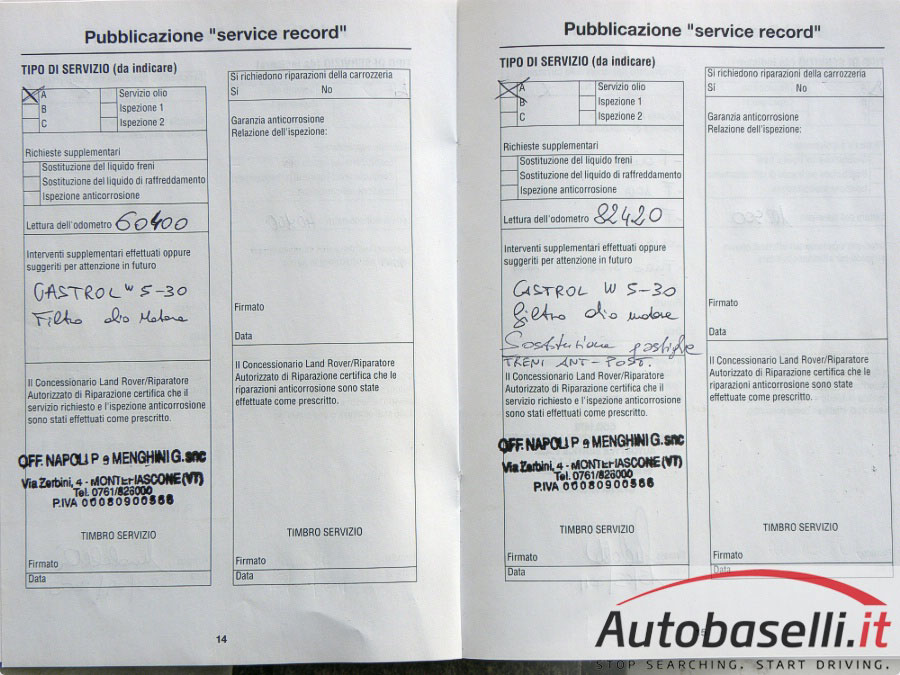 Pubblicazione "service record"
TIPO DI SERVIZIO (da indicare)
A
B
C
Servizio olio
Ispezione 1
Ispezione 2
Richieste supplementari
Sostituzione del liquido freni
Sostituzione del liquido di raffreddamento
Ispezione anticorrosione
Lettura dell'odometro 60400
Interventi supplementari effettuati oppure
suggeriti per attenzione in futuro
CASTROL W 5-30
Filtro olio Motore
Il Concessionario Land Rover/Riparatore
Autorizzato di Riparazione certifica che il
servizio richiesto e l'ispezione anticorrosione
sono stati effettuati come prescritto.
OFF. NAPOLI P e MENGHINI G. snc
Via Zerbini, 4 - MONTEFIASCONE (VT)
Tel. 0761/826000
P.IVA 00080900566
TIMBRO SERVIZIO
Firmato
Data
Si richiedono riparazioni della carrozzeria
Si No
Garanzia anticorrosione
Relazione dell'ispezione:
Firmato
Data
Il Concessionario Land Rover/Riparatore
Autorizzato di Riparazione certifica che le
riparazioni anticorrosione sono state
effettuate come prescritto.
TIMBRO SERVIZIO
Firmato
Data
14
Pubblicazione "service record"
TIPO DI SERVIZIO (da indicare)
A
B
C
Servizio olio
Ispezione 1
Ispezione 2
Richieste supplementari
Sostituzione del liquido freni
Sostituzione del liquido di raffreddamento
Ispezione anticorrosione
Lettura dell'odometro 82420
Interventi supplementari effettuati oppure
suggeriti per attenzione in futuro
CASTROL W 5-30
filtro olio motore
Sostituzione pastiglie
TRENI ANT - POST.
Il Concessionario Land Rover/Riparatore
Autorizzato di Riparazione certifica che il
servizio richiesto e l'ispezione anticorrosione
sono stati effettuati come prescritto.
OFF. NAPOLI P e MENGHINI G. snc
Via Zerbini, 4 - MONTEFIASCONE (VT)
Tel. 0761/826000
P.IVA 00080900566
TIMBRO SERVIZIO
Firmato
Data
Si richiedono riparazioni della carrozzeria
Si No
Garanzia anticorrosione
Relazione dell'ispezione:
Firmato
Data
Il Concessionario Land Rover/Riparatore
Autorizzato di Riparazione certifica che le
riparazioni anticorrosione sono state
effettuate come prescritto.
TIMBRO SERVIZIO
Firmato
Data
Autobaselli.it
STOP SEARCHING. START DRIVING.